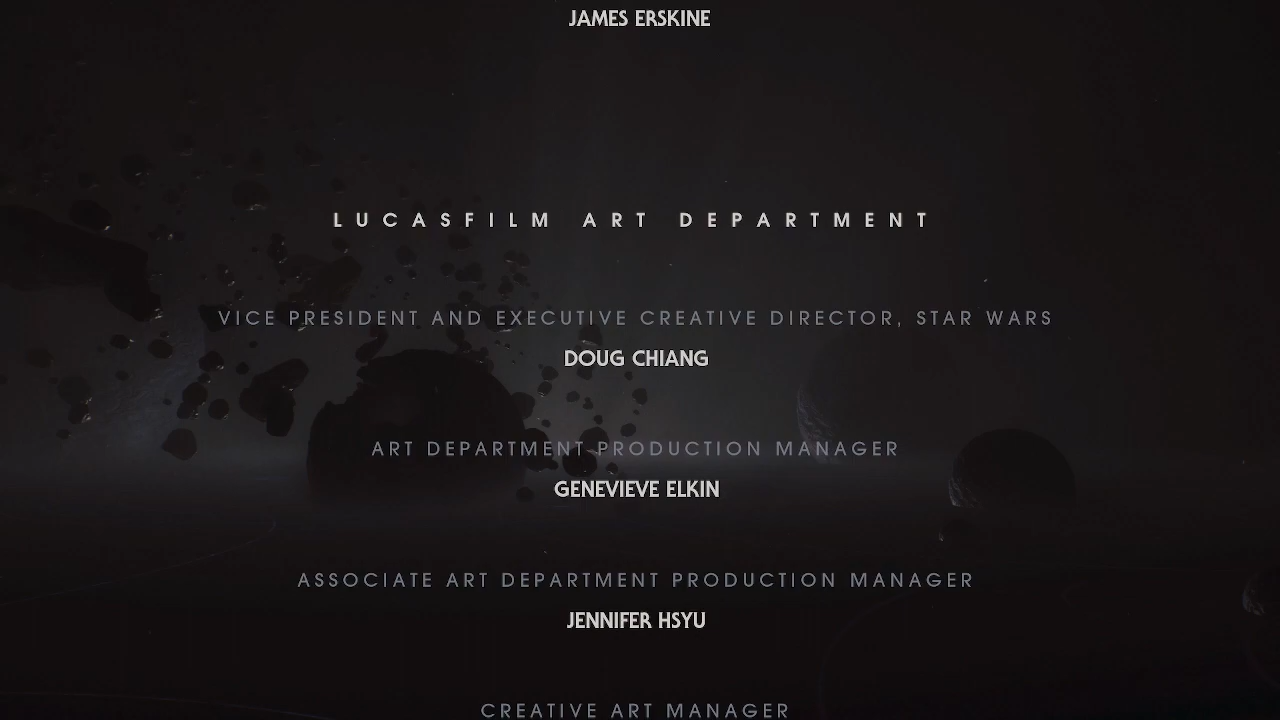 JAMES ERSKINE
LUCASFILM ART DEPARTMENT
VICE PRESIDENT AND EXECUTIVE CREATIVE DIRECTOR, STAR WARS
DOUG CHIANG
ART DEPARTMENT PRODUCTION MANAGER
GENEVIEVE ELKIN
ASSOCIATE ART DEPARTMENT PRODUCTION MANAGER
JENNIFER HSYU
CREATIVE ART MANAGER